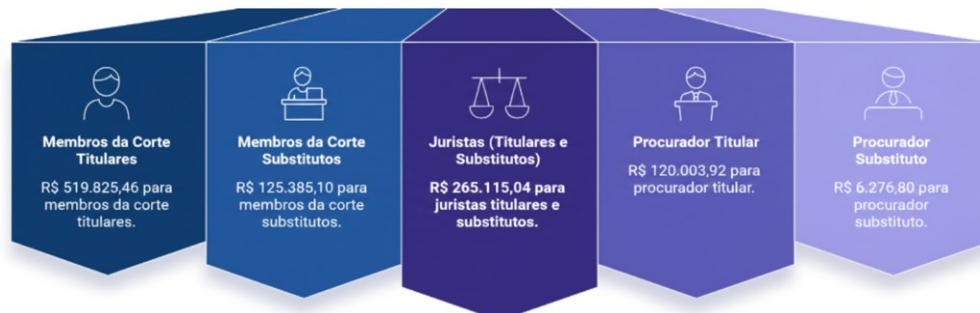 Membros da Corte
Titulares
R$ 519.825,46 para
membros da corte
titulares.
Membros da Corte
Substitutos
R$ 125.385,10 para
membros da corte
substitutos.
Juristas (Titulares e
Substitutos)
R$ 265.115,04 para
juristas titulares e
substitutos.
Procurador Titular
R$ 120.003,92 para
procurador titular.
Procurador
Substituto
R$ 6.276,80 para
procurador
substituto.